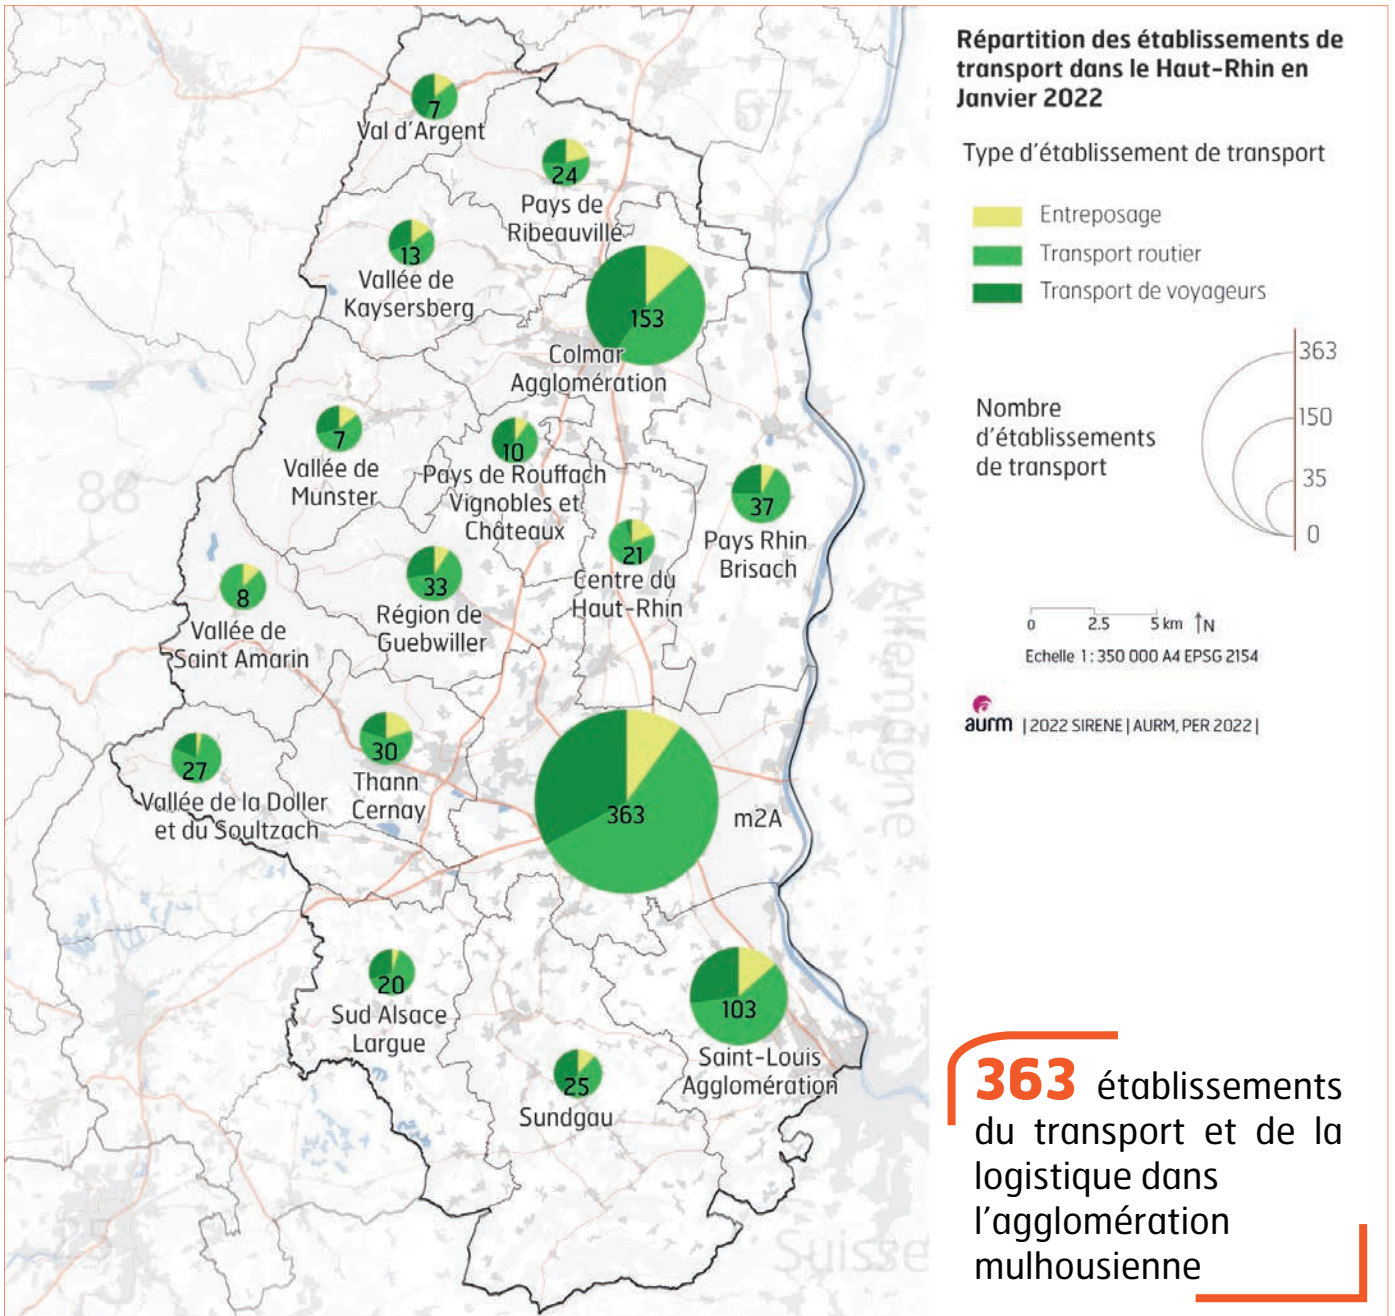 Répartition des établissements de
transport dans le Haut-Rhin en
Janvier 2022
Type d'établissement de transport
Entreposage
Transport routier
Transport de voyageurs
Nombre
d'établissements
de transport
363
150
35
0
0 2.5 5 km N
Echelle 1 : 350 000 A4 EPSG 2154
aurm | 2022 SIRENE | AURM, PER 2022 |
363 établissements
du transport et de la
logistique dans
l'agglomération
mulhousienne
67
7
Val d'Argent
24
Pays de
Ribeauvillé
13
Vallée de
Kaysersberg
153
Colmar
Agglomération
7
Vallée de
Munster
10
Pays de Rouffach
Vignobles et
Châteaux
88
37
Pays Rhin
Brisach
21
Centre du
Haut-Rhin
33
Région de
Guebwiller
8
Vallée de
Saint Amarin
Allemagne
30
Thann
Cernay
27
Vallée de la Doller
et du Soultzach
363
m2A
20
Sud Alsace
Largue
103
Saint-Louis
Agglomération
25
Sundgau
Suisse